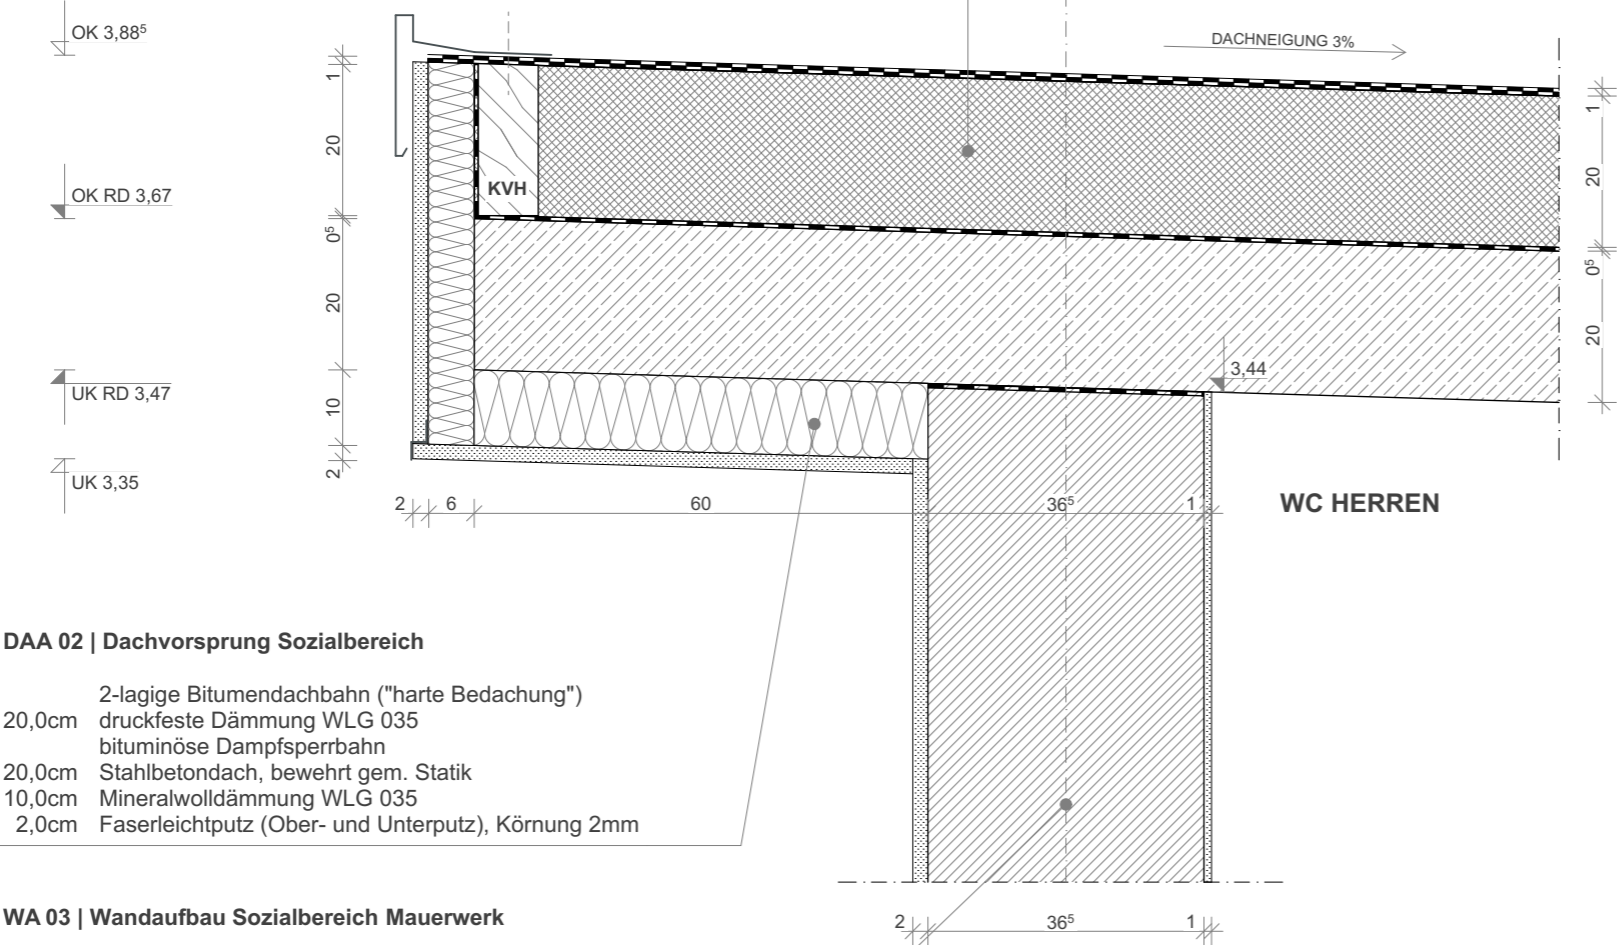 OK 3,88⁵
DACHNEIGUNG 3%
1
1
20
20
KVH
OK RD 3,67
0⁵
0⁵
20
20
3,44
UK RD 3,47
10
2
UK 3,35
2 6 60 36⁵ 1
WC HERREN
DAA 02 | Dachvorsprung Sozialbereich
2-lagige Bitumendachbahn ("harte Bedachung")
20,0cm druckfeste Dämmung WLG 035
bituminöse Dampfsperrbahn
20,0cm Stahlbetondach, bewehrt gem. Statik
10,0cm Mineralwolldämmung WLG 035
2,0cm Faserleichtputz (Ober- und Unterputz), Körnung 2mm
WA 03 | Wandaufbau Sozialbereich Mauerwerk
2 36⁵ 1